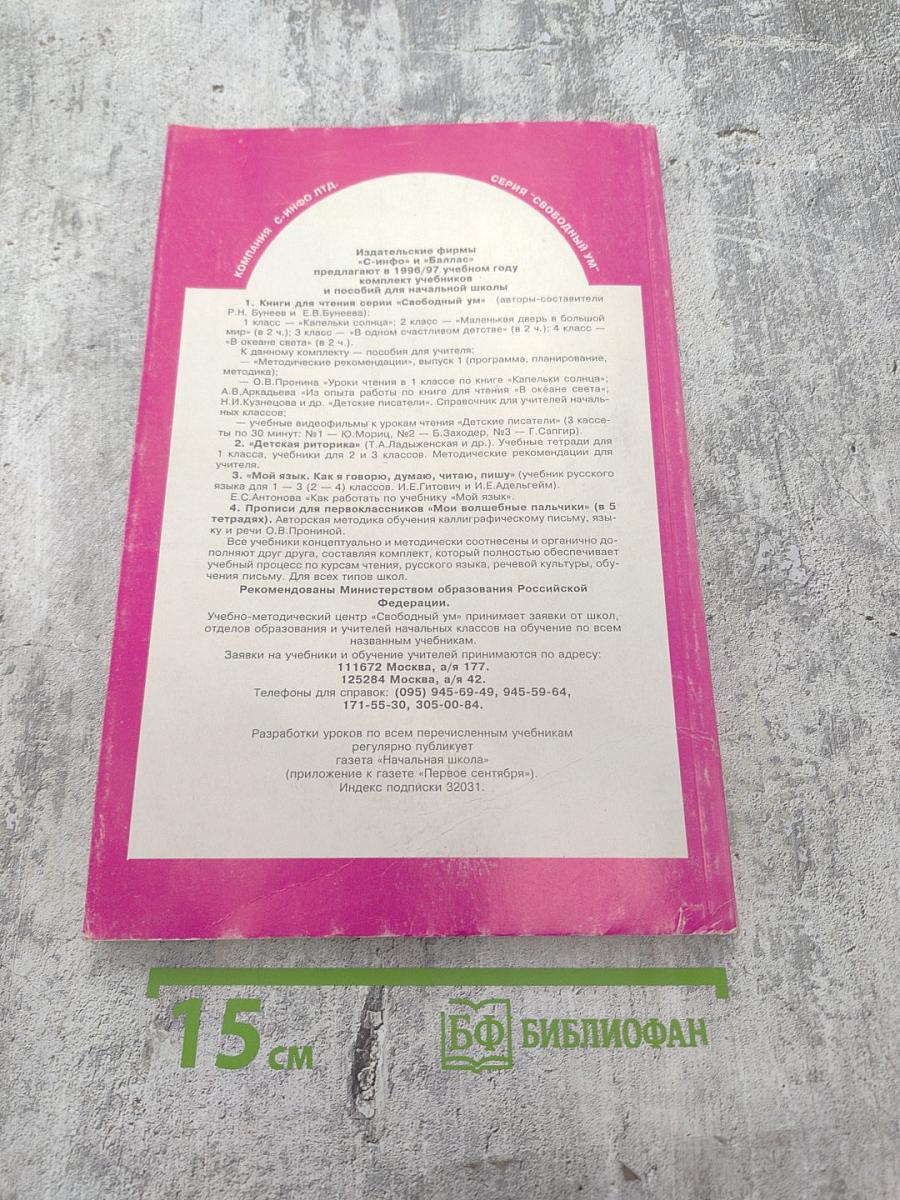 КОМПАНИЯ С-ИНФО ЛТД.
СЕРИЯ "СВОБОДНЫЙ УМ"
Издательские фирмы
«С-инфо» и «Баллас»
предлагают в 1996/97 учебном году
комплект учебников
и пособий для начальной школы
1. Книги для чтения серии «Свободный ум» (авторы-составители
Р.Н. Бунеев и Е.В.Бунеева):
1 класс — «Капельки солнца»; 2 класс — «Маленькая дверь в большой
мир» (в 2 ч.); 3 класс — «В одном счастливом детстве» (в 2 ч.); 4 класс —
«В океане света» (в 2 ч.).
К данному комплекту — пособия для учителя:
— «Методические рекомендации», выпуск 1 (программа, планирование,
методика);
— О.В.Пронина «Уроки чтения в 1 классе по книге «Капельки солнца»;
А.В.Аркадьева «Из опыта работы по книге для чтения «В океане света»;
Н.И.Кузнецова и др. «Детские писатели». Справочник для учителей началь-
ных классов;
— учебные видеофильмы к урокам чтения «Детские писатели» (3 кассе-
ты по 30 минут: №1 — Ю.Мориц, №2 — Б.Заходер, №3 — Г.Сапгир).
2. «Детская риторика» (Т.А.Ладыженская и др.). Учебные тетради для
1 класса, учебники для 2 и 3 классов. Методические рекомендации для
учителя.
3. «Мой язык. Как я говорю, думаю, читаю, пишу» (учебник русского
языка для 1 — 3 (2 — 4) классов. И.Е.Гитович и И.Е.Адельгейм).
Е.С.Антонова «Как работать по учебнику «Мой язык».
4. Прописи для первоклассников «Мои волшебные пальчики» (в 5
тетрадях). Авторская методика обучения каллиграфическому письму, язы-
ку и речи О.В.Прониной.
Все учебники концептуально и методически соотнесены и органично до-
полняют друг друга, составляя комплект, который полностью обеспечивает
учебный процесс по курсам чтения, русского языка, речевой культуры, обу-
чения письму. Для всех типов школ.
Рекомендованы Министерством образования Российской
Федерации.
Учебно-методический центр «Свободный ум» принимает заявки от школ,
отделов образования и учителей начальных классов на обучение по всем
названным учебникам.
Заявки на учебники и обучение учителей принимаются по адресу:
111672 Москва, а/я 177.
125284 Москва, а/я 42.
Телефоны для справок: (095) 945-69-49, 945-59-64,
171-55-30, 305-00-84.
Разработки уроков по всем перечисленным учебникам
регулярно публикует
газета «Начальная школа»
(приложение к газете «Первое сентября»).
Индекс подписки 32031.
15 см
БФ БИБЛИОФАН